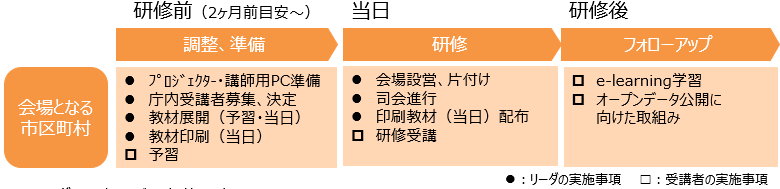 研修前（2ヶ月前目安～）
当日
研修後
調整、準備
研修
フォローアップ
会場となる
市区町村
● ﾌﾟﾛｼﾞｪｸﾀｰ・講師用PC準備
● 庁内受講者募集、決定
● 教材展開（予習・当日）
● 教材印刷（当日）
□ 予習
● 会場設営、片付け
● 司会進行
● 印刷教材（当日）配布
□ 研修受講
□ e-learning学習
□ オープンデータ公開に
向けた取組み
●：リーダの実施事項　□：受講者の実施事項